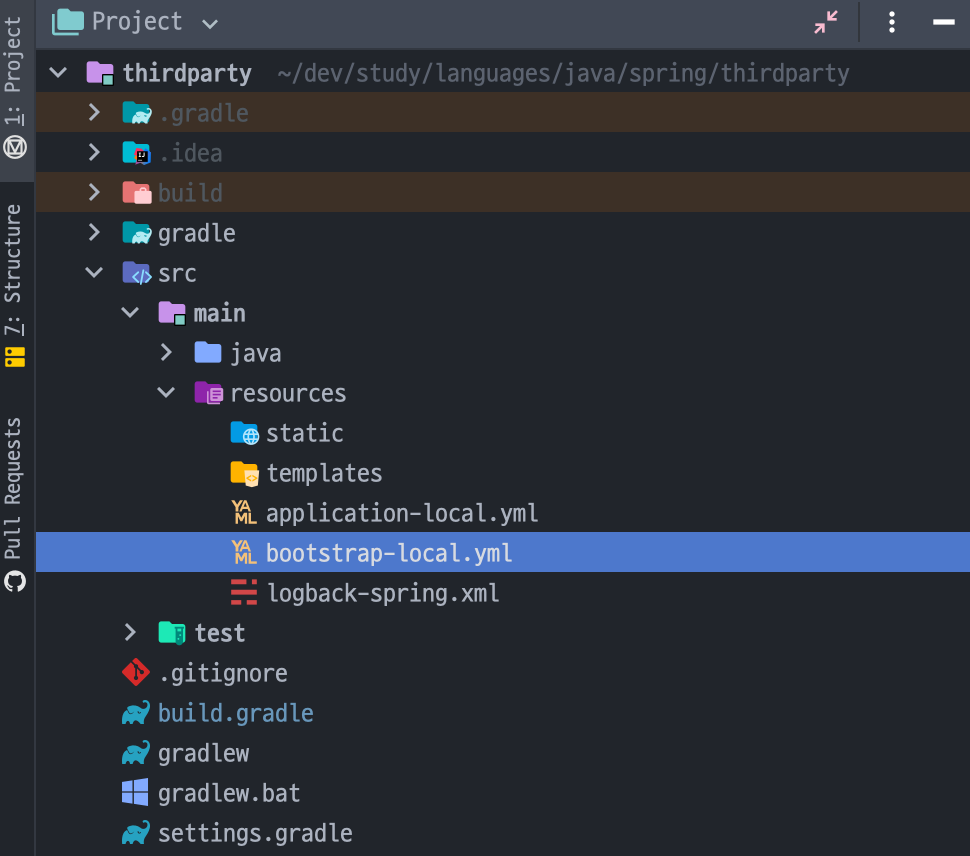 Project
1: Project
7: Structure
Pull Requests
thirdparty ~/dev/study/languages/java/spring/thirdparty
.gradle
.idea
build
gradle
src
main
java
resources
static
templates
YAML application-local.yml
YAML bootstrap-local.yml
logback-spring.xml
test
.gitignore
build.gradle
gradlew
gradlew.bat
settings.gradle